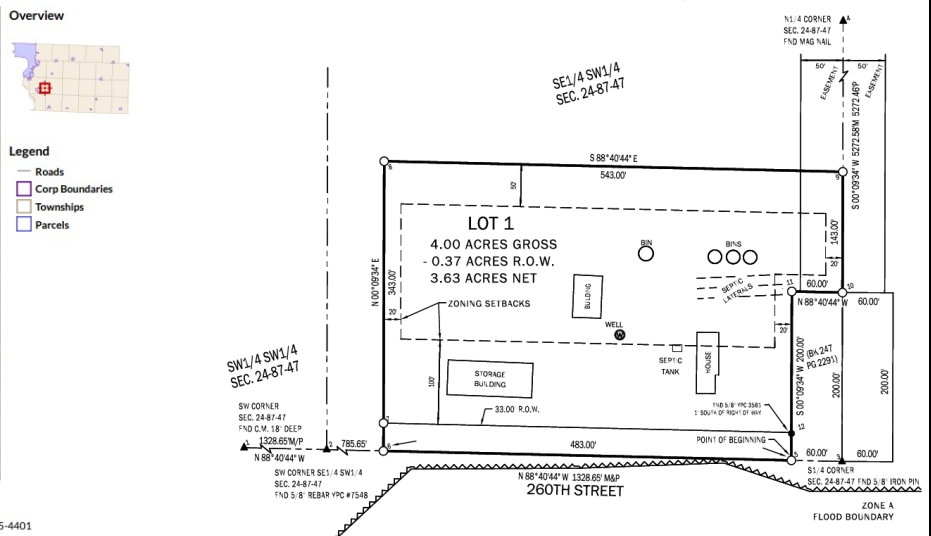 Overview
Legend
Roads
Corp Boundaries
Townships
Parcels
5-4401
N1/4 CORNER
SEC. 24-87-47
FND MAG NAIL
50'
50'
EASEMENT
EASEMENT
SE1/4 SW1/4
SEC. 24-87-47
S 00°09'34" W 5272.58'M 5272.46'P
S 88°40'44" E
543.00'
50'
LOT 1
4.00 ACRES GROSS
- 0.37 ACRES R.O.W.
3.63 ACRES NET
BIN
BINS
143.00'
20'
N 00°09'34" E
343.00'
ZONING SETBACKS
20'
BUILDING
SEPTIC
LATERALS
11
60.00'
10
N 88°40'44" W
60.00'
WELL
W
20'
SEPTIC
TANK
HOUSE
S 00°09'34" W 200.00'
(BK 247
PG 2291)
200.00'
200.00'
SW1/4 SW1/4
SEC. 24-87-47
100'
STORAGE
BUILDING
33.00' R.O.W.
FND 5/8" YPC 3561
1' SOUTH OF RIGHT OF WAY
12
SW CORNER
SEC. 24-87-47
FND C.M. 18" DEEP
1
1328.65'M/P
2
785.65'
N 88°40'44" W
483.00'
POINT OF BEGINNING
60.00'
3
60.00'
SW CORNER SE1/4 SW1/4
SEC. 24-87-47
FND 5/8" REBAR YPC #7548
N 88°40'44" W 1328.65' M&P
260TH STREET
S1/4 CORNER
SEC. 24-87-47 FND 5/8" IRON PIN
ZONE A
FLOOD BOUNDARY